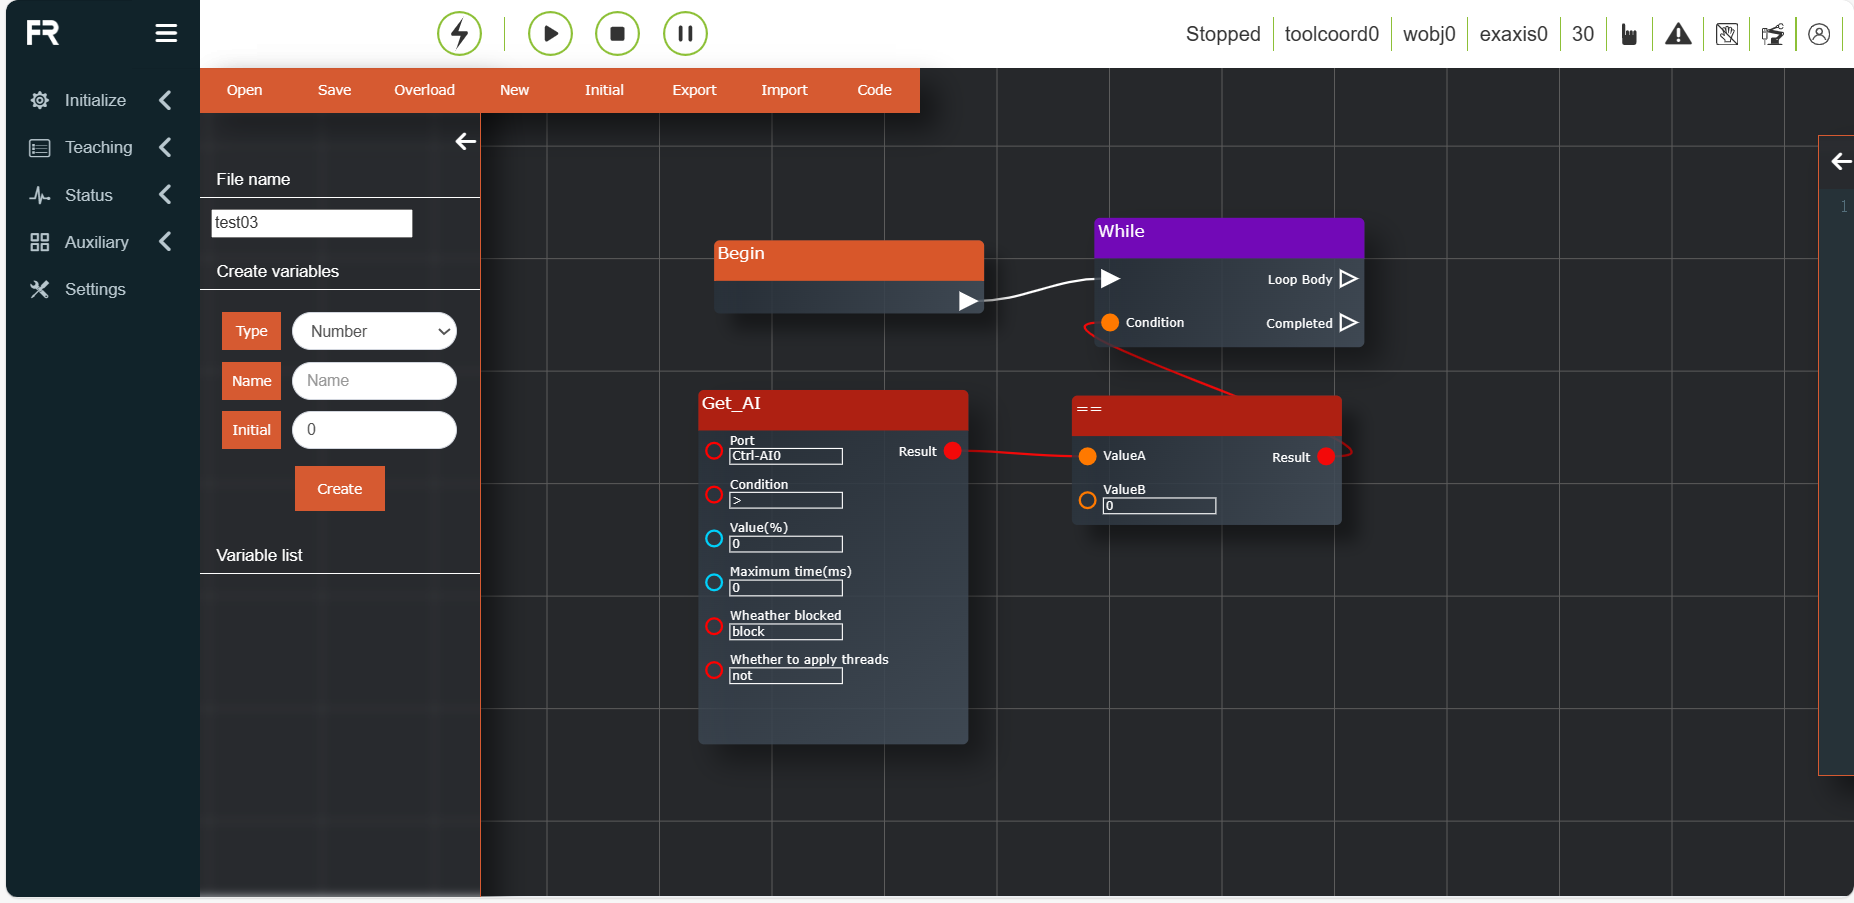 FR
Stopped
toolcoord0
wobj0
exaxis0
30
Initialize
Teaching
Status
Auxiliary
Settings
Open
Save
Overload
New
Initial
Export
Import
Code
File name
test03
Create variables
Type
Number
Name
Name
Initial
0
Create
Variable list
Begin
While
Loop Body
Condition
Completed
Get_AI
Port
Ctrl-AI0
Result
Condition
>
Value(%)
0
Maximum time(ms)
0
Wheather blocked
block
Whether to apply threads
not
==
ValueA
Result
ValueB
0
1